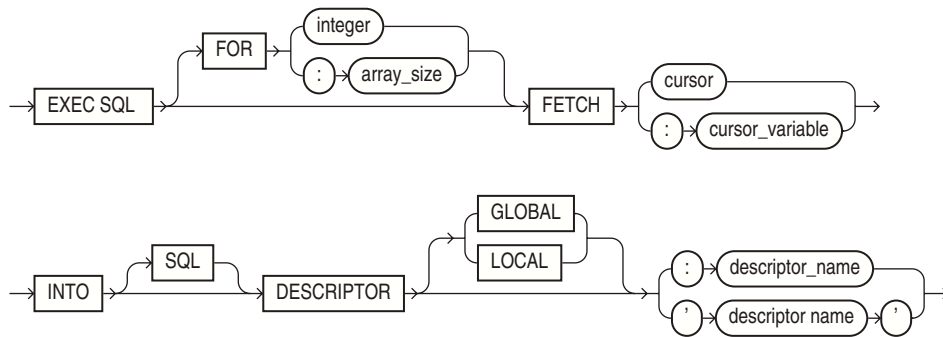 integer
FOR
: array_size
EXEC SQL FETCH cursor
: cursor_variable
GLOBAL
SQL LOCAL
INTO DESCRIPTOR : descriptor_name
' descriptor name '